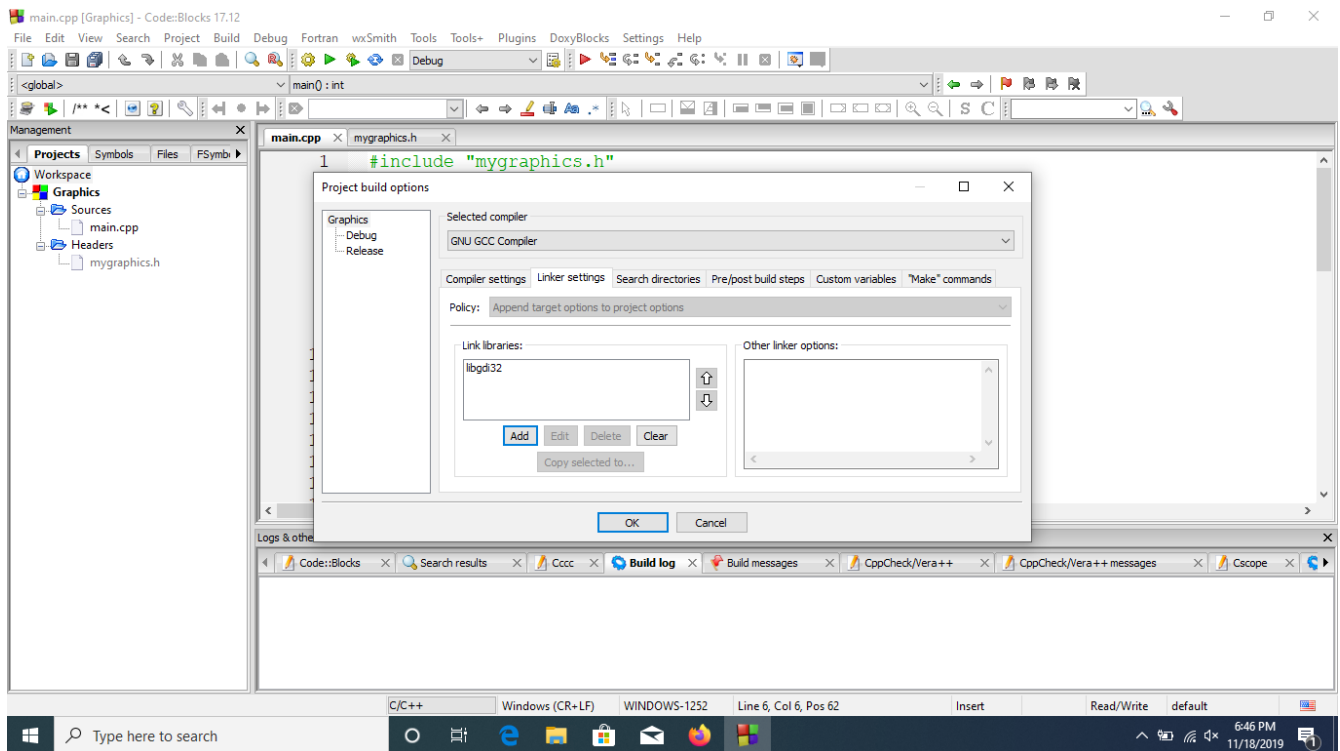 main.cpp [Graphics] - Code::Blocks 17.12
File Edit View Search Project Build Debug Fortran wxSmith Tools Tools+ Plugins DoxyBlocks Settings Help
Debug
<global> main() : int
/** *< .* S C
Management
main.cpp mygraphics.h
Projects Symbols Files FSymb
1 #include "mygraphics.h"
Workspace
Graphics
Sources
main.cpp
Headers
mygraphics.h
Project build options
Graphics
Debug
Release
Selected compiler
GNU GCC Compiler
Compiler settings Linker settings Search directories Pre/post build steps Custom variables "Make" commands
Policy: Append target options to project options
Link libraries: Other linker options:
libgdi32
Add Edit Delete Clear
Copy selected to...
OK Cancel
Logs & othe
Code::Blocks Search results Cccc Build log Build messages CppCheck/Vera++ CppCheck/Vera++ messages Cscope
C/C++ Windows (CR+LF) WINDOWS-1252 Line 6, Col 6, Pos 62 Insert Read/Write default
Type here to search
6:46 PM
11/18/2019